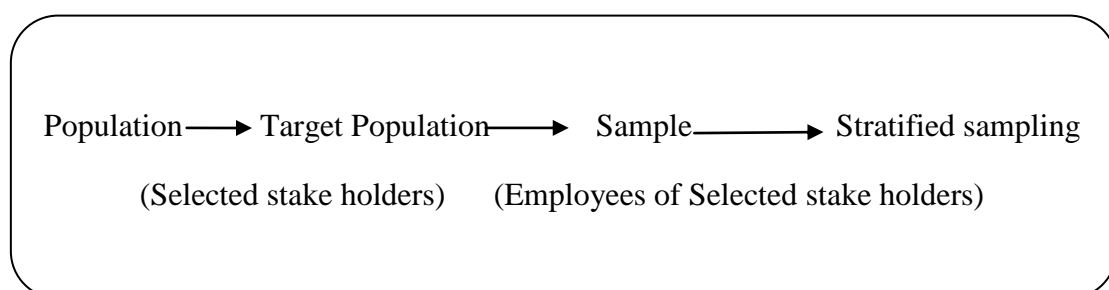 Population Target Population Sample Stratified sampling
(Selected stake holders) (Employees of Selected stake holders)